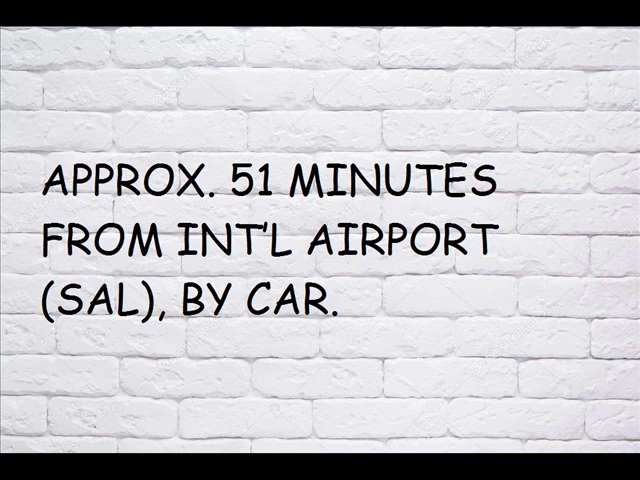 APPROX. 51 MINUTES
FROM INT'L AIRPORT
(SAL), BY CAR.